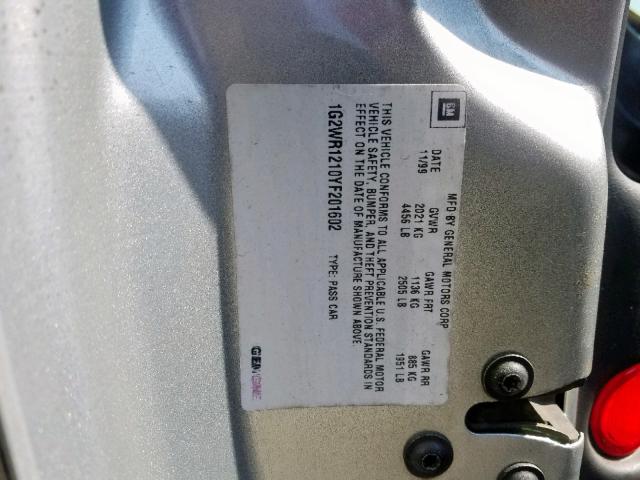 GM
MFD BY GENERAL MOTORS CORP
DATE GVWR GAWR FRT GAWR RR
11/99 2021 KG 1136 KG 885 KG
4456 LB 2505 LB 1951 LB
THIS VEHICLE CONFORMS TO ALL APPLICABLE U.S. FEDERAL MOTOR
VEHICLE SAFETY, BUMPER, AND THEFT PREVENTION STANDARDS IN
EFFECT ON THE DATE OF MANUFACTURE SHOWN ABOVE.
1G2WR1210YF201602 TYPE: PASS CAR